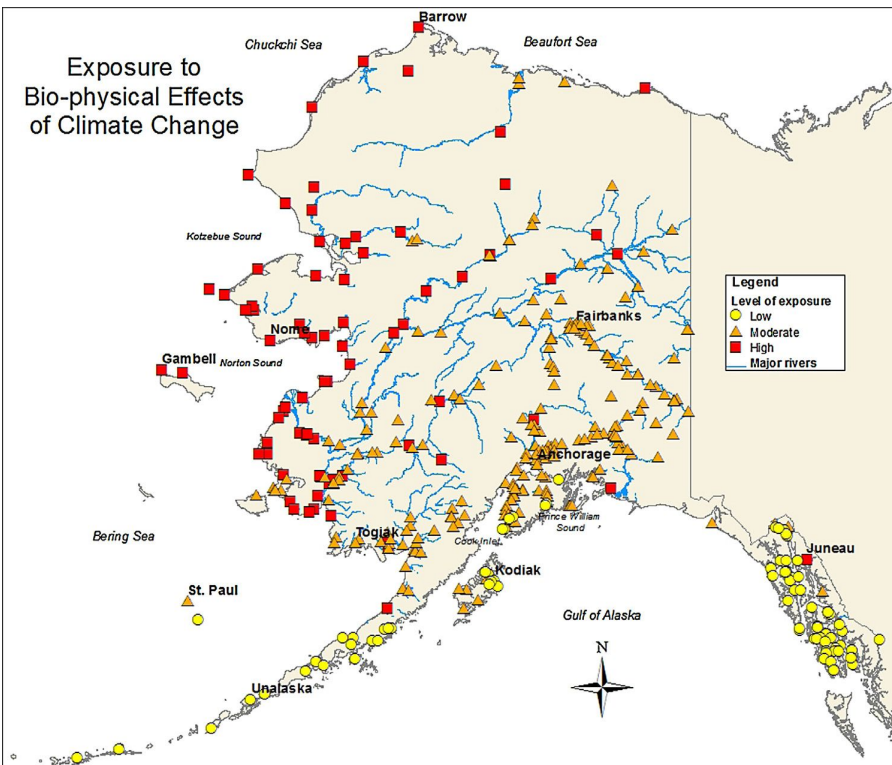 Barrow
Chuckchi Sea
Beaufort Sea
Exposure to
Bio-physical Effects
of Climate Change
Kotzebue Sound
Legend
Level of exposure
Low
Moderate
High
Major rivers
Fairbanks
Nome
Gambell
Norton Sound
Anchorage
Prince William
Sound
Bering Sea
Togiak
Cook Inlet
Juneau
Kodiak
St. Paul
Gulf of Alaska
N
Unalaska